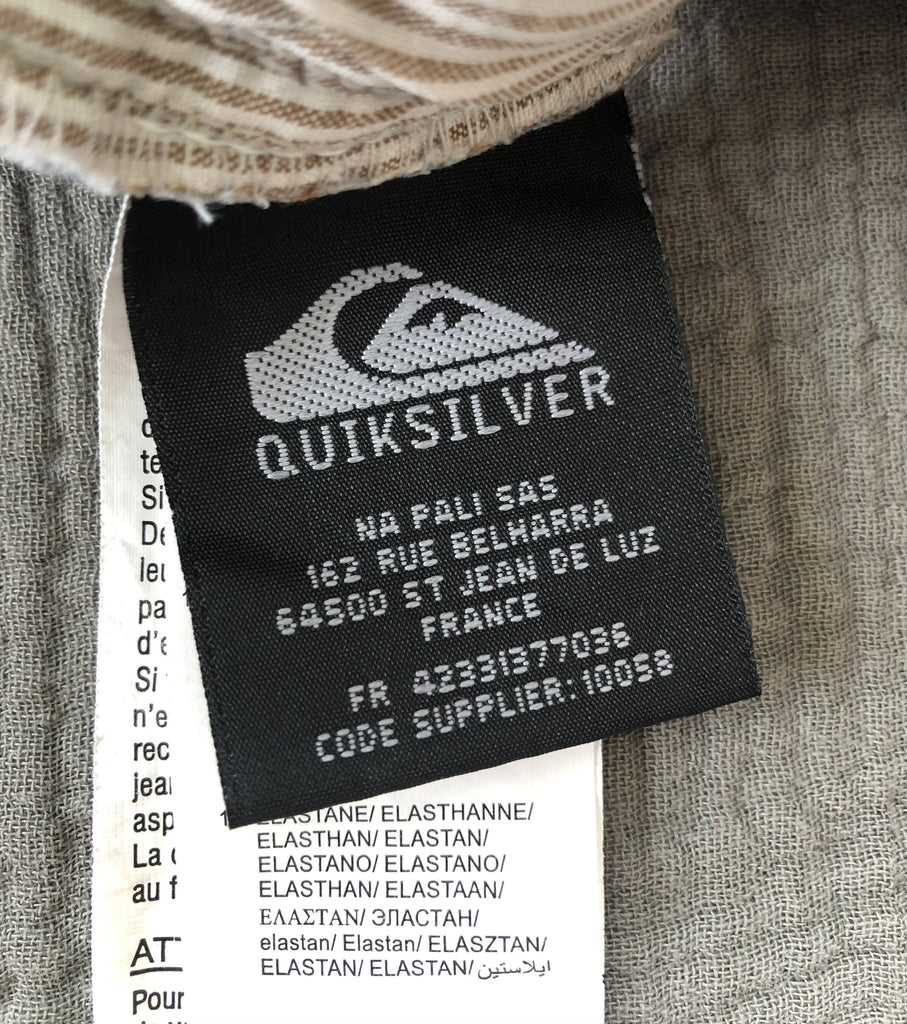 QUIKSILVER
NA PALI SAS
162 RUE BELHARRA
64500 ST JEAN DE LUZ
FRANCE
FR 42331377036
CODE SUPPLIER: 10058
Si
n'e
rec
La
au f
AT
Pour
ELASTANE/ ELASTHANNE/
ELASTHAN/ ELASTAN/
ELASTANO/ ELASTANO/
ELASTHAN/ ELASTAAN/
ΕΛΑΣΤΑΝ/ ЭЛАСТАН/
elastan/ Elastan/ ELASZTAN/
ELASTAN/ ELASTAN/ ايلاستين